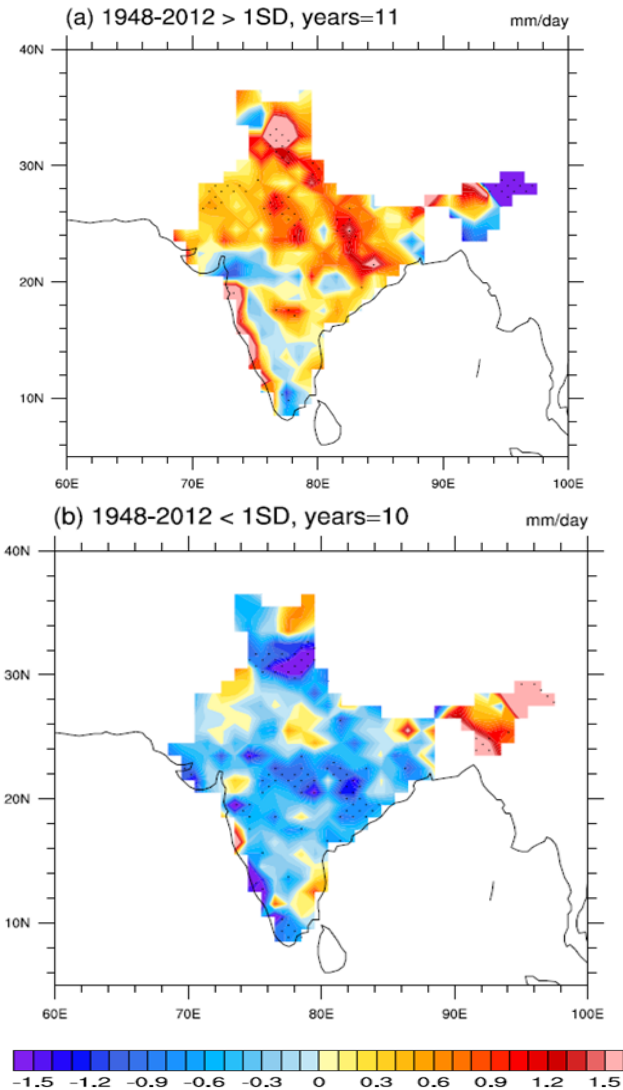 (a) 1948-2012 > 1SD, years=11 mm/day
40N
30N
20N
10N
60E 70E 80E 90E 100E
(b) 1948-2012 < 1SD, years=10 mm/day
40N
30N
20N
10N
60E 70E 80E 90E 100E
-1.5 -1.2 -0.9 -0.6 -0.3 0 0.3 0.6 0.9 1.2 1.5